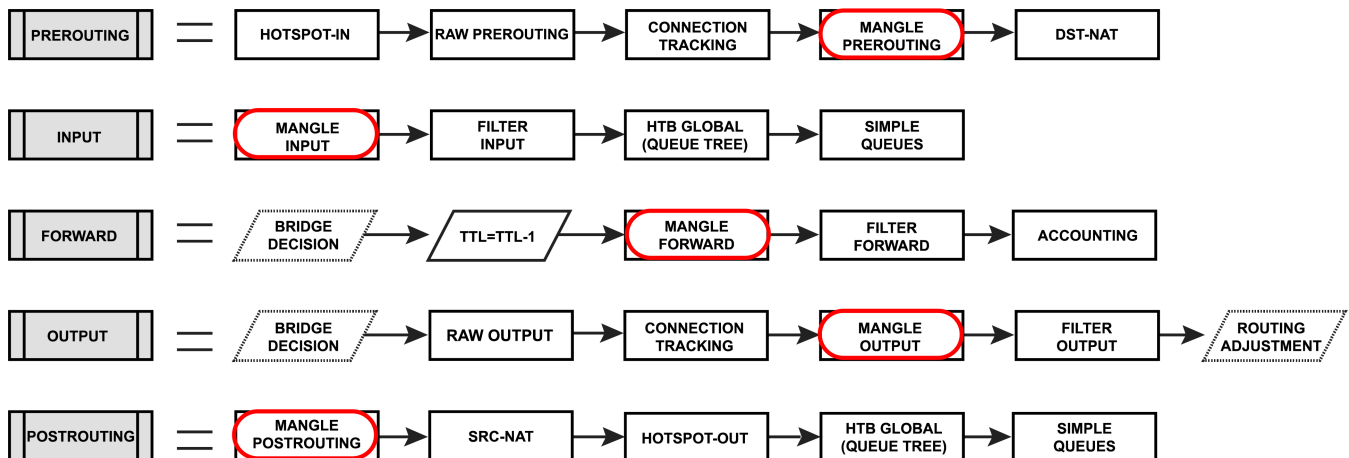 PREROUTING
HOTSPOT-IN
RAW PREROUTING
CONNECTION
TRACKING
MANGLE
PREROUTING
DST-NAT
INPUT
MANGLE
INPUT
FILTER
INPUT
HTB GLOBAL
(QUEUE TREE)
SIMPLE
QUEUES
FORWARD
BRIDGE
DECISION
TTL=TTL-1
MANGLE
FORWARD
FILTER
FORWARD
ACCOUNTING
OUTPUT
BRIDGE
DECISION
RAW OUTPUT
CONNECTION
TRACKING
MANGLE
OUTPUT
FILTER
OUTPUT
ROUTING
ADJUSTMENT
POSTROUTING
MANGLE
POSTROUTING
SRC-NAT
HOTSPOT-OUT
HTB GLOBAL
(QUEUE TREE)
SIMPLE
QUEUES